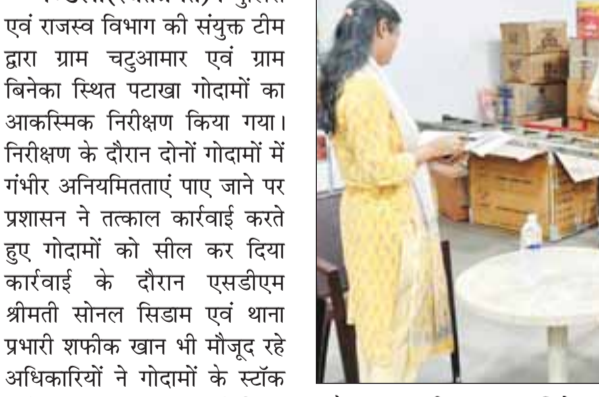 एवं राजस्व विभाग की संयुक्त टीम
द्वारा ग्राम चटुआमार एवं ग्राम
बिनेका स्थित पटाखा गोदामों का
आकस्मिक निरीक्षण किया गया।
निरीक्षण के दौरान दोनों गोदामों में
गंभीर अनियमितताएं पाए जाने पर
प्रशासन ने तत्काल कार्रवाई करते
हुए गोदामों को सील कर दिया
कार्रवाई के दौरान एसडीएम
श्रीमती सोनल सिडाम एवं थाना
प्रभारी शफीक खान भी मौजूद रहे
अधिकारियों ने गोदामों के स्टॉक